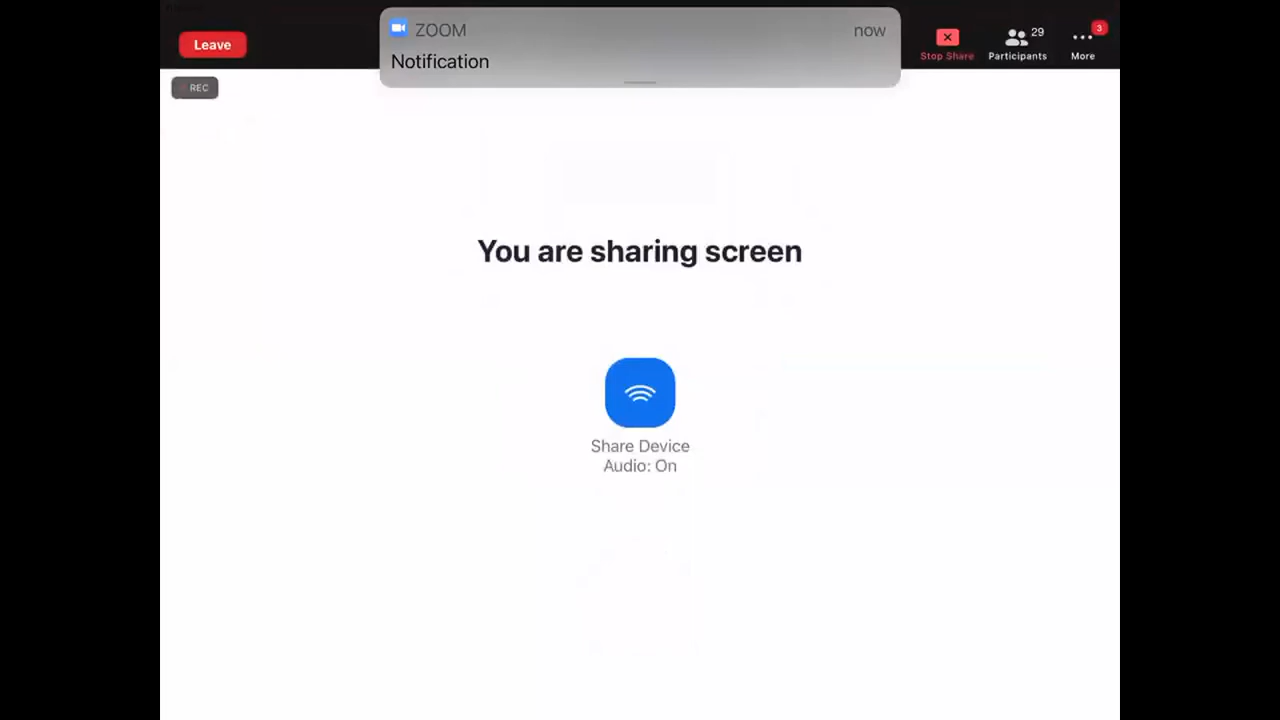 ZOOM now
Notification
Leave
Stop Share
29
Participants
3
More
REC
You are sharing screen
Share Device
Audio: On